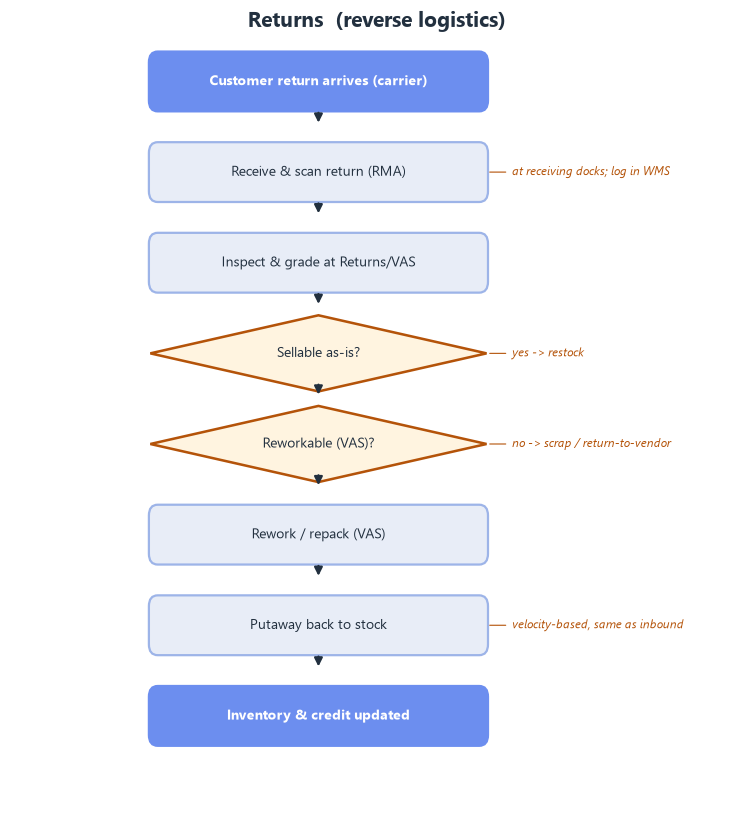 Returns  (reverse logistics)
Customer return arrives (carrier)
Receive & scan return (RMA)
at receiving docks; log in WMS
Inspect & grade at Returns/VAS
Sellable as-is?
yes -> restock
Reworkable (VAS)?
no -> scrap / return-to-vendor
Rework / repack (VAS)
Putaway back to stock
velocity-based, same as inbound
Inventory & credit updated